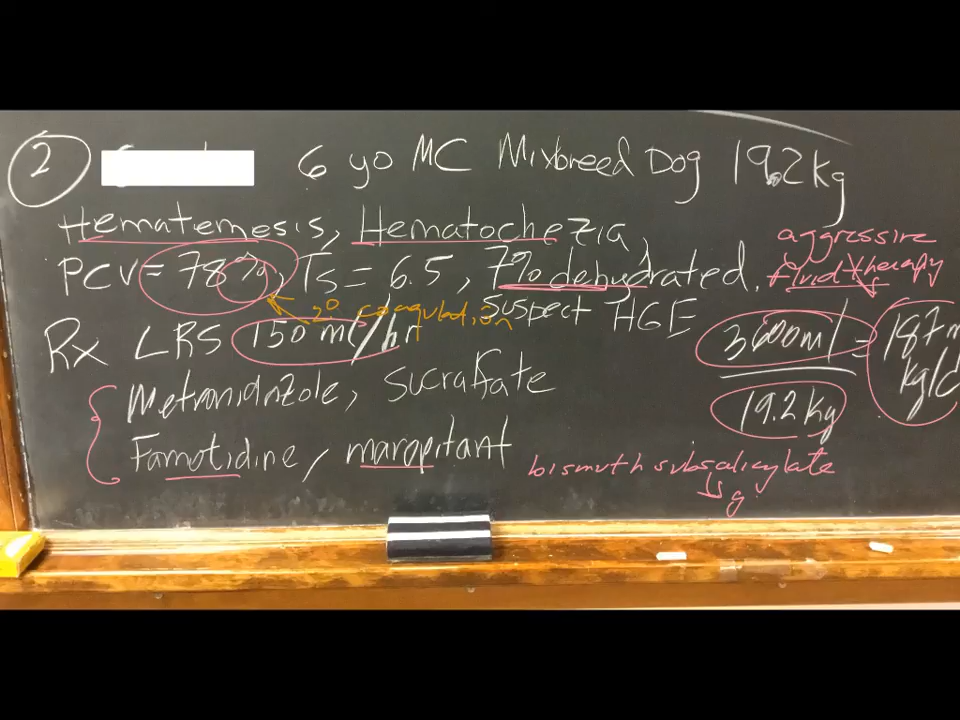 2
6 yo MC Mixbreed Dog 19.2 kg
Hematemesis, Hematochezia,
PCV = 78%, Ts = 6.5, 7% dehydrated.
aggressive
fluid therapy
2° coagulation
Suspect HGE
Rx LRS 150 ml/hr
3600 ml = 187 m
19.2 kg
kg/d
Metronidazole, Sucralfate
Famotidine, maropitant
bismuth subsalicylate